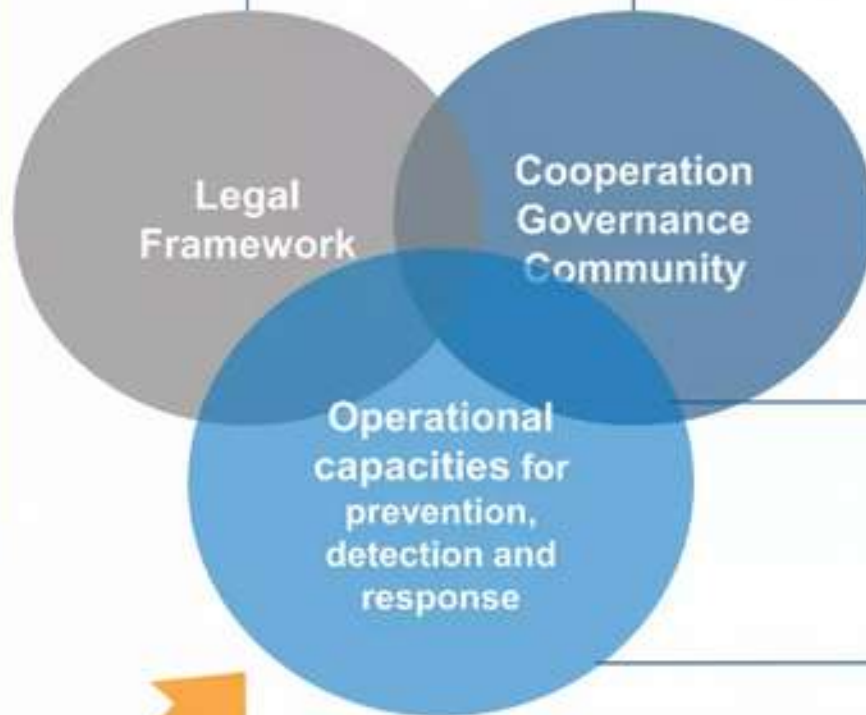 Legal
Framework
Cooperation
Governance
Community
Operational
capacities for
prevention,
detection and
response